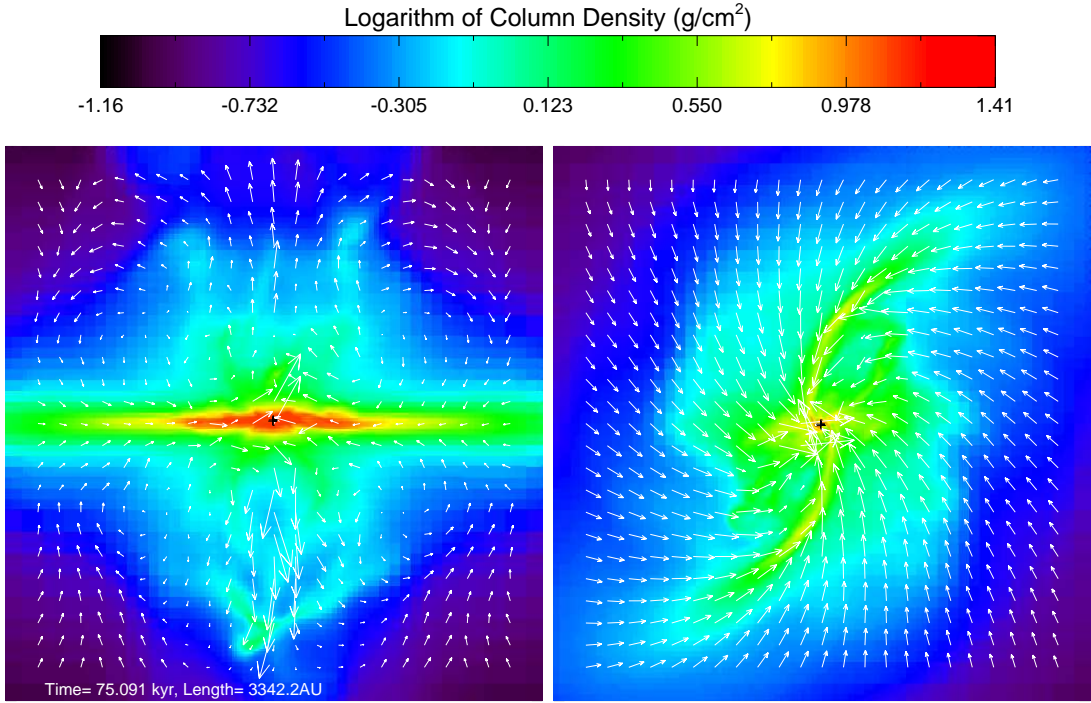 Logarithm of Column Density (g/cm²)
-1.16 -0.732 -0.305 0.123 0.550 0.978 1.41
Time= 75.091 kyr, Length= 3342.2AU